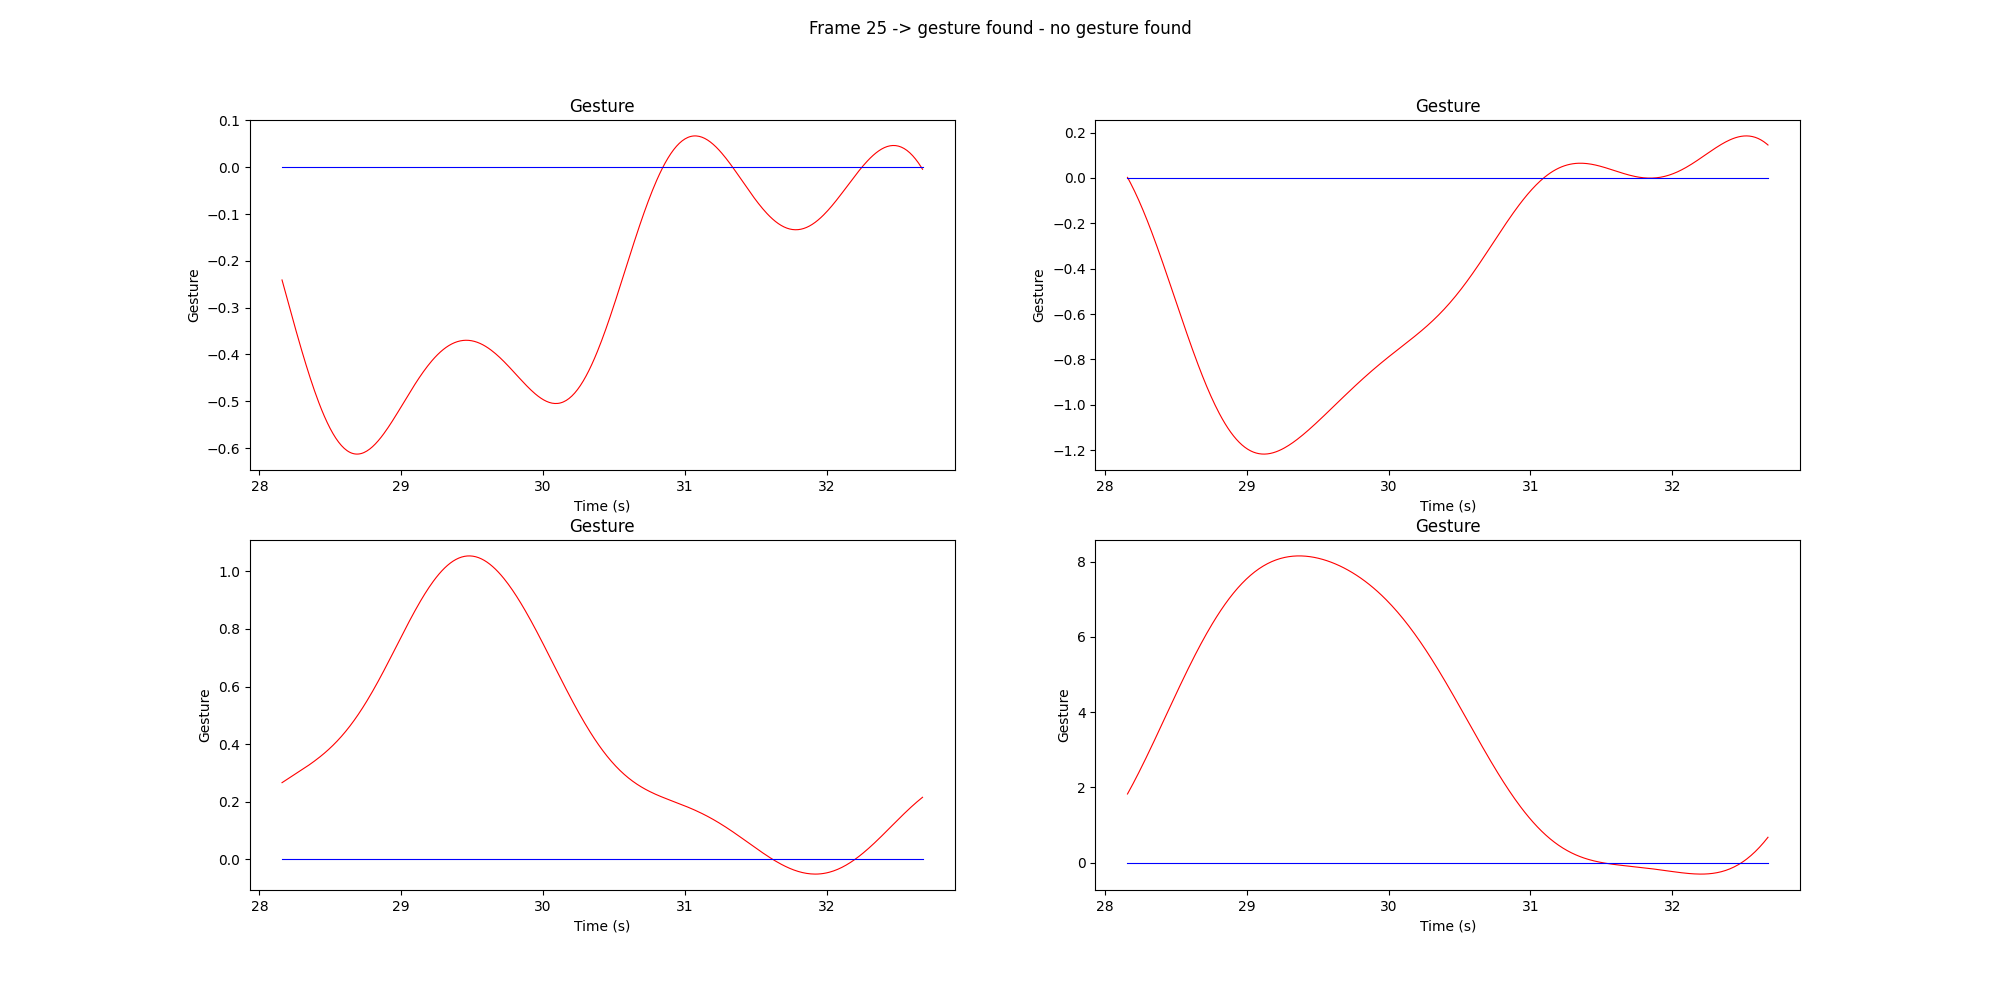 Frame 25 -> gesture found - no gesture found
Gesture
0.1
0.0
−0.1
−0.2
−0.3
−0.4
−0.5
−0.6
Gesture
28 29 30 31 32
Time (s)
Gesture
0.2
0.0
−0.2
−0.4
−0.6
−0.8
−1.0
−1.2
Gesture
28 29 30 31 32
Time (s)
Gesture
1.0
0.8
0.6
0.4
0.2
0.0
Gesture
28 29 30 31 32
Time (s)
Gesture
8
6
4
2
0
Gesture
28 29 30 31 32
Time (s)